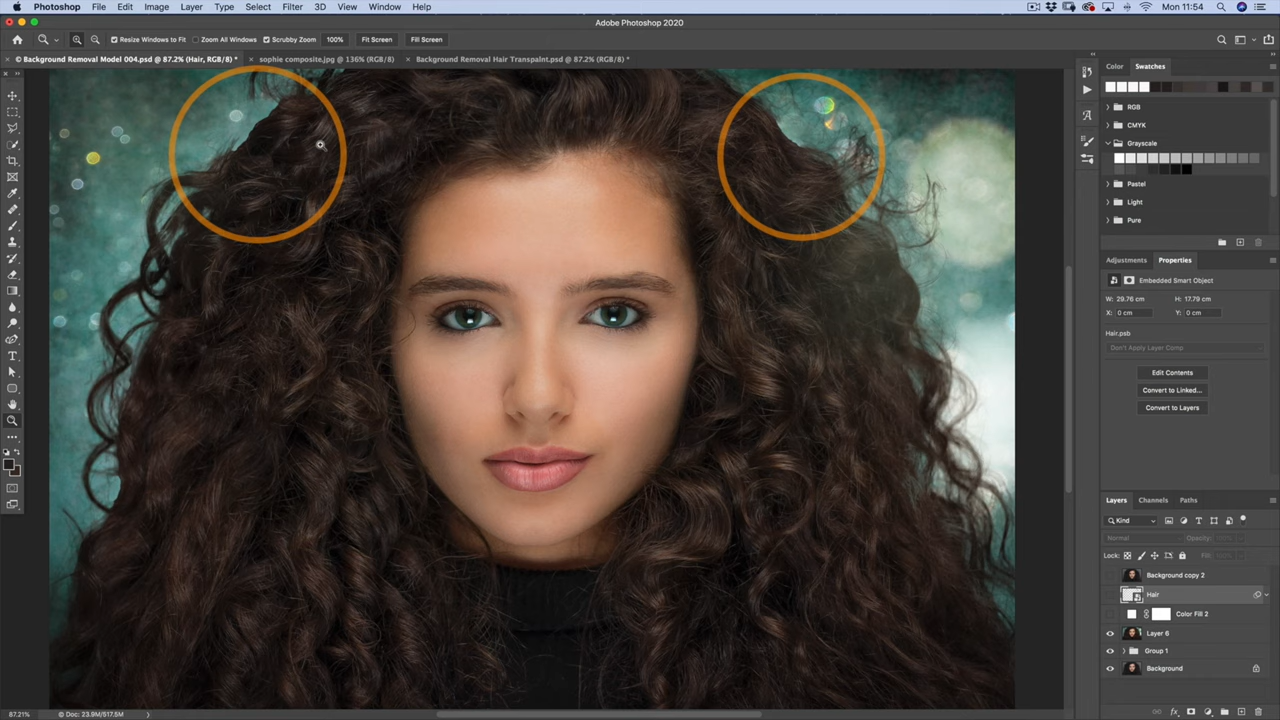 Photoshop File Edit Image Layer Type Select Filter 3D View Window Help Mon 11:54
Adobe Photoshop 2020
Resize Windows to Fit Zoom All Windows Scrubby Zoom 100% Fit Screen Fill Screen
© Background Removal Model 004.psd @ 87.2% (Hair, RGB/8) * sophie composite.jpg @ 136% (RGB/8) Background Removal Hair Transpaint.psd @ 87.2% (RGB/8) *
Color Swatches
RGB
CMYK
Grayscale
Pastel
Light
Pure
Adjustments Properties
Embedded Smart Object
W: 29.76 cm H: 17.79 cm
X: 0 cm Y: 0 cm
Hair.psb
Don't Apply Layer Comp
Edit Contents
Convert to Linked...
Convert to Layers
Layers Channels Paths
Kind
Normal Opacity: 100%
Lock: Fill:
Background copy 2
Hair
Color Fill 2
Layer 6
Group 1
Background
87.21% Doc: 23.9M/517.5M